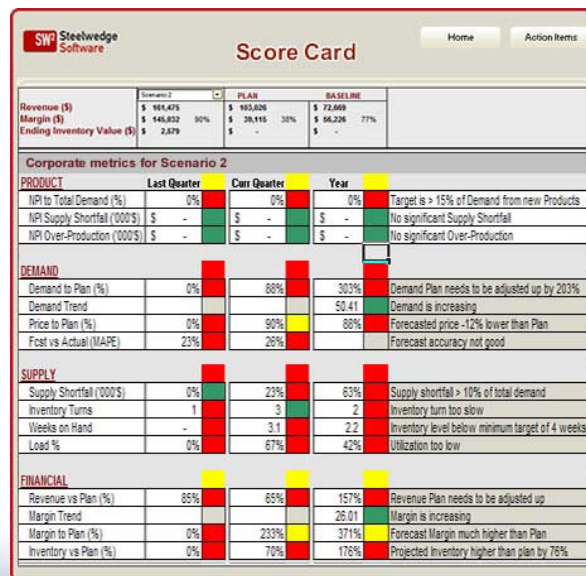 SW² Steelwedge Software
Score Card
Home
Action Items
Scenario 2 PLAN BASELINE
Revenue ($) $ 161,475 $ 103,026 $ 72,669
Margin ($) $ 145,032 90% $ 39,115 38% $ 56,226 77%
Ending Inventory Value ($) $ 2,579 $ - $ -
Corporate metrics for Scenario 2
PRODUCT Last Quarter Curr Quarter Year
NPI to Total Demand (%) 0% 0% 0% Target is > 15% of Demand from new Products
NPI Supply Shortfall ('000'$) $ - $ - $ - No significant Supply Shortfall
NPI Over-Production ('000'$) $ - $ - $ - No significant Over-Production
DEMAND
Demand to Plan (%) 0% 88% 303% Demand Plan needs to be adjusted up by 203%
Demand Trend 50.41 Demand is increasing
Price to Plan (%) 0% 90% 88% Forecasted price -12% lower than Plan
Fcst vs Actual (MAPE) 23% 26% Forecast accuracy not good
SUPPLY
Supply Shortfall ('000'$) 0% 23% 63% Supply shortfall > 10% of total demand
Inventory Turns 1 3 2 Inventory turn too slow
Weeks on Hand - 3.1 2.2 Inventory level below minimum target of 4 weeks
Load % 0% 67% 42% Utilization too low
FINANCIAL
Revenue vs Plan (%) 85% 65% 157% Revenue Plan needs to be adjusted up
Margin Trend 26.01 Margin is increasing
Margin to Plan (%) 0% 233% 371% Forecast Margin much higher than Plan
Inventory vs Plan (%) 0% 70% 176% Projected Inventory higher than plan by 76%